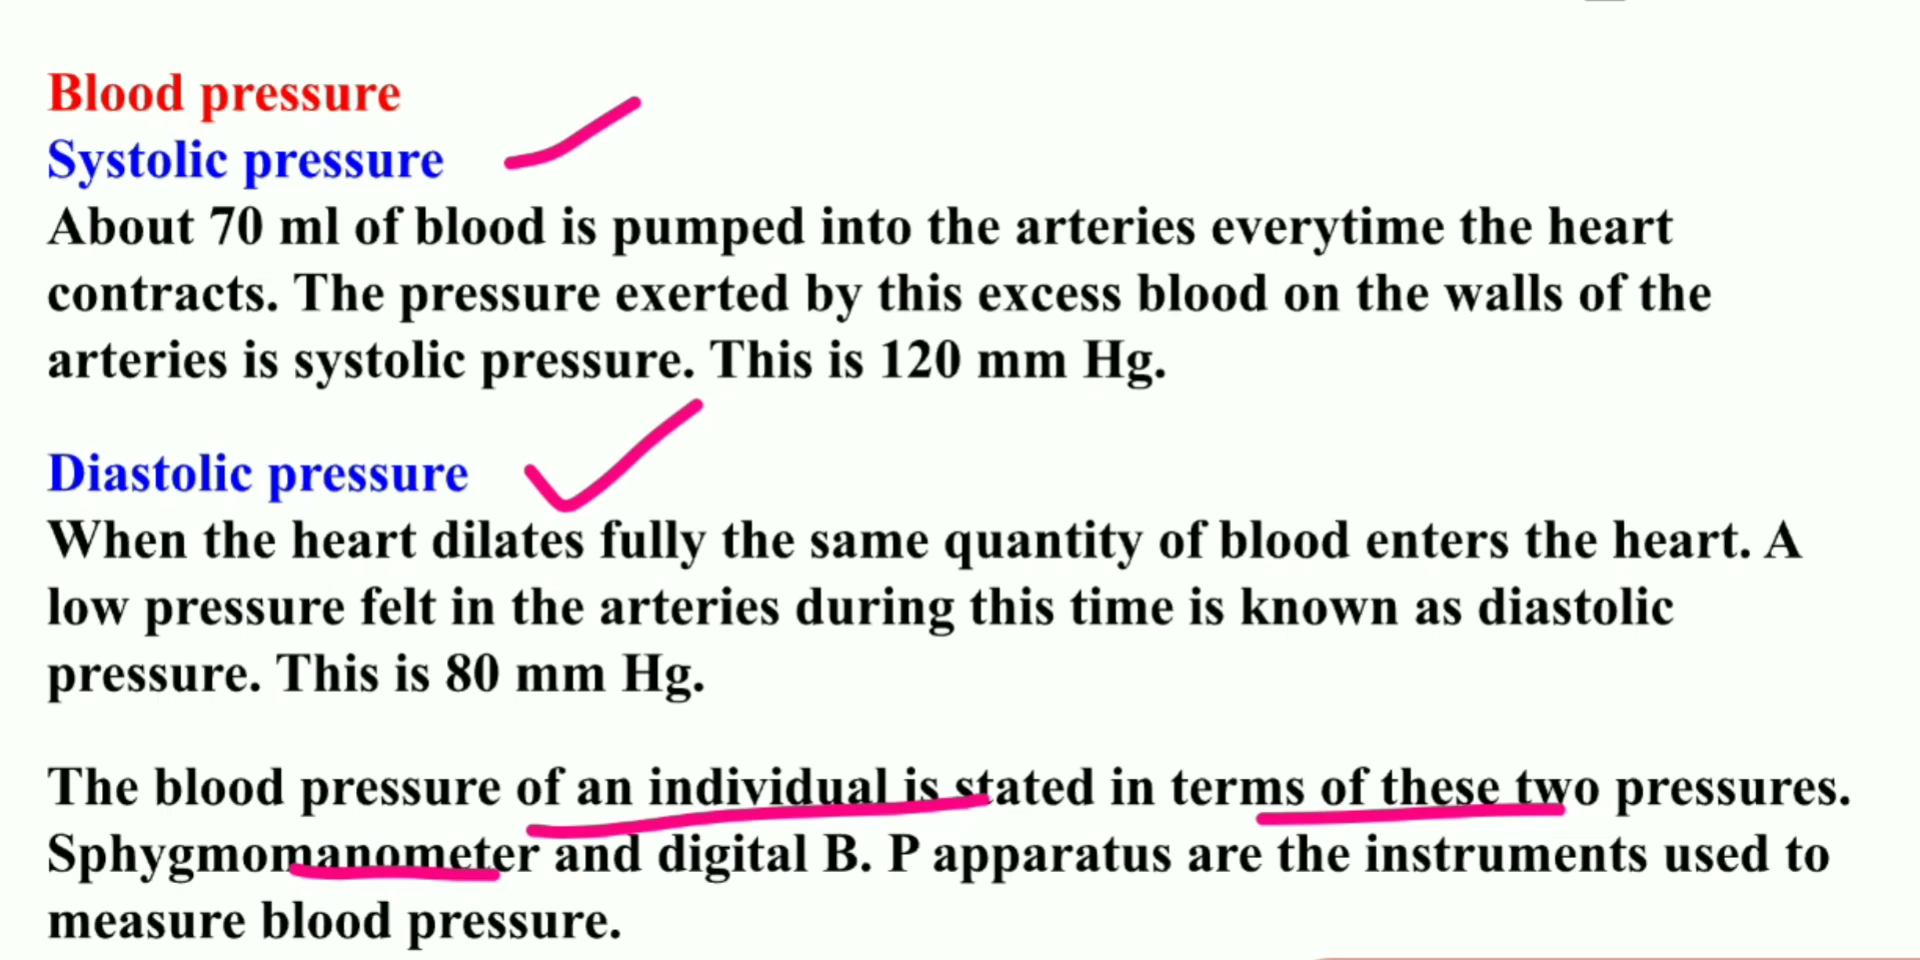 Blood pressure
Systolic pressure
About 70 ml of blood is pumped into the arteries everytime the heart
contracts. The pressure exerted by this excess blood on the walls of the
arteries is systolic pressure. This is 120 mm Hg.
Diastolic pressure
When the heart dilates fully the same quantity of blood enters the heart. A
low pressure felt in the arteries during this time is known as diastolic
pressure. This is 80 mm Hg.
The blood pressure of an individual is stated in terms of these two pressures.
Sphygmomanometer and digital B. P apparatus are the instruments used to
measure blood pressure.